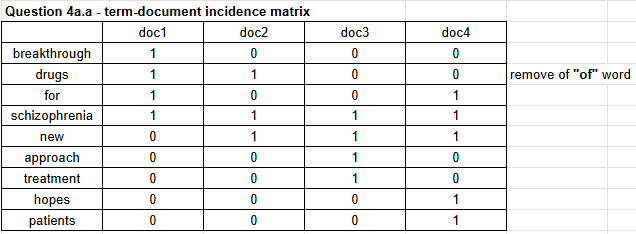 Question 4a.a - term-document incidence matrix
doc1 doc2 doc3 doc4
breakthrough 1 0 0 0
drugs 1 1 0 0 remove of "of" word
for 1 0 0 1
schizophrenia 1 1 1 1
new 0 1 1 1
approach 0 0 1 0
treatment 0 0 1 0
hopes 0 0 0 1
patients 0 0 0 1